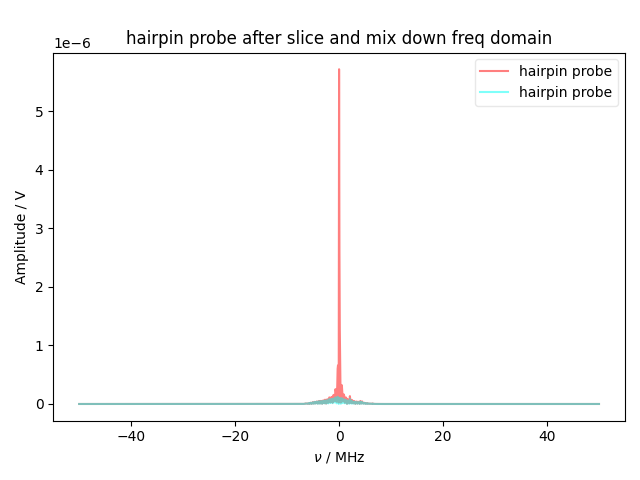 hairpin probe after slice and mix down freq domain
1e−6
hairpin probe
hairpin probe
5
4
3
2
1
0
Amplitude / V
−40
−20
0
20
40
ν / MHz